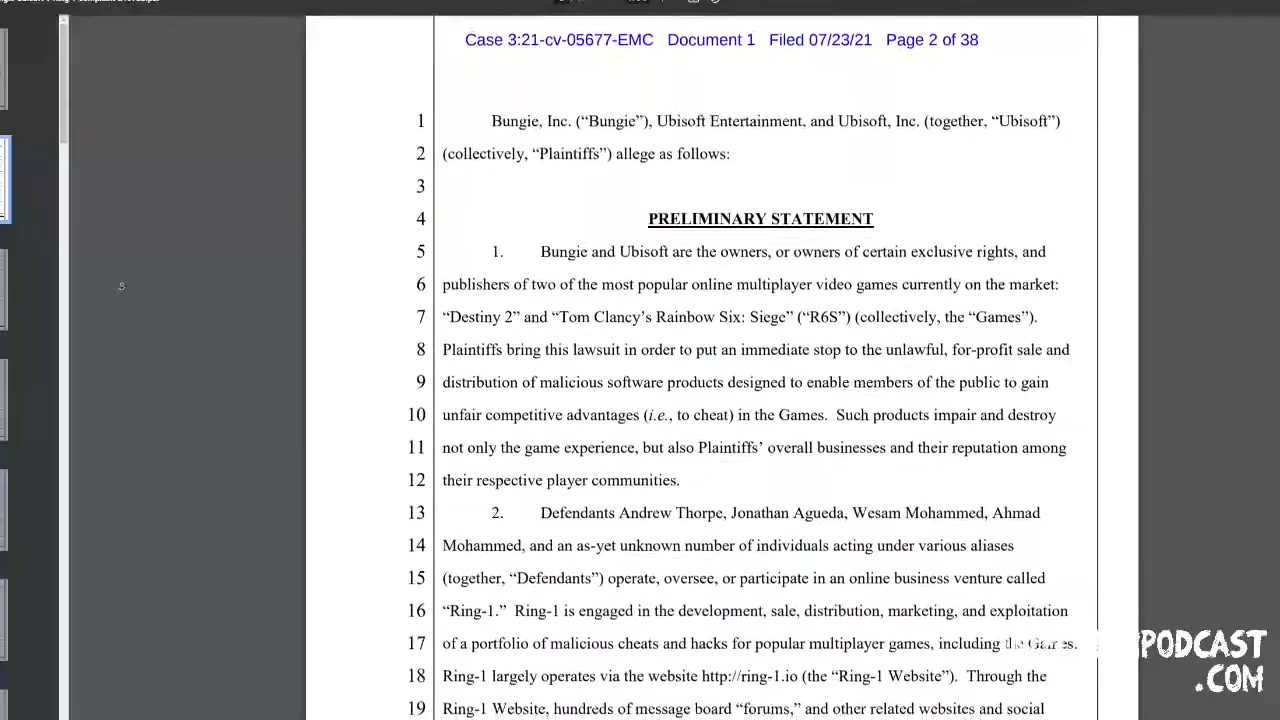 Case 3:21-cv-05677-EMC Document 1 Filed 07/23/21 Page 2 of 38
1 Bungie, Inc. (“Bungie”), Ubisoft Entertainment, and Ubisoft, Inc. (together, “Ubisoft”)
2 (collectively, “Plaintiffs”) allege as follows:
3
4 PRELIMINARY STATEMENT
5 1. Bungie and Ubisoft are the owners, or owners of certain exclusive rights, and
6 publishers of two of the most popular online multiplayer video games currently on the market:
7 “Destiny 2” and “Tom Clancy’s Rainbow Six: Siege” (“R6S”) (collectively, the “Games”).
8 Plaintiffs bring this lawsuit in order to put an immediate stop to the unlawful, for-profit sale and
9 distribution of malicious software products designed to enable members of the public to gain
10 unfair competitive advantages (i.e., to cheat) in the Games. Such products impair and destroy
11 not only the game experience, but also Plaintiffs’ overall businesses and their reputation among
12 their respective player communities.
13 2. Defendants Andrew Thorpe, Jonathan Agueda, Wesam Mohammed, Ahmad
14 Mohammed, and an as-yet unknown number of individuals acting under various aliases
15 (together, “Defendants”) operate, oversee, or participate in an online business venture called
16 “Ring-1.” Ring-1 is engaged in the development, sale, distribution, marketing, and exploitation
17 of a portfolio of malicious cheats and hacks for popular multiplayer games, including the Games.
18 Ring-1 largely operates via the website http://ring-1.io (the “Ring-1 Website”). Through the
19 Ring-1 Website, hundreds of message board “forums,” and other related websites and social
PODCAST
.COM